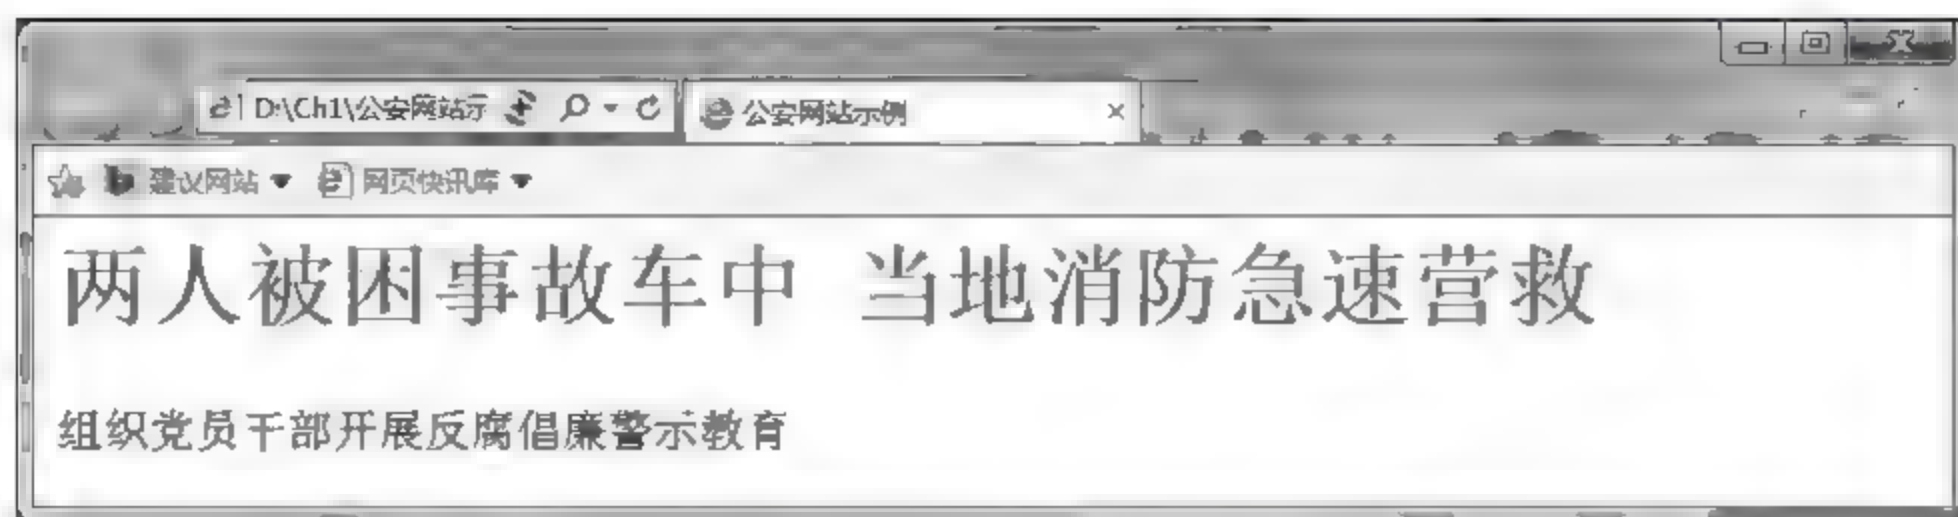 D:\Ch1\公安网站示 公安网站示例
建议网站 网页快讯库
两人被困事故车中 当地消防急速营救
组织党员干部开展反腐倡廉警示教育